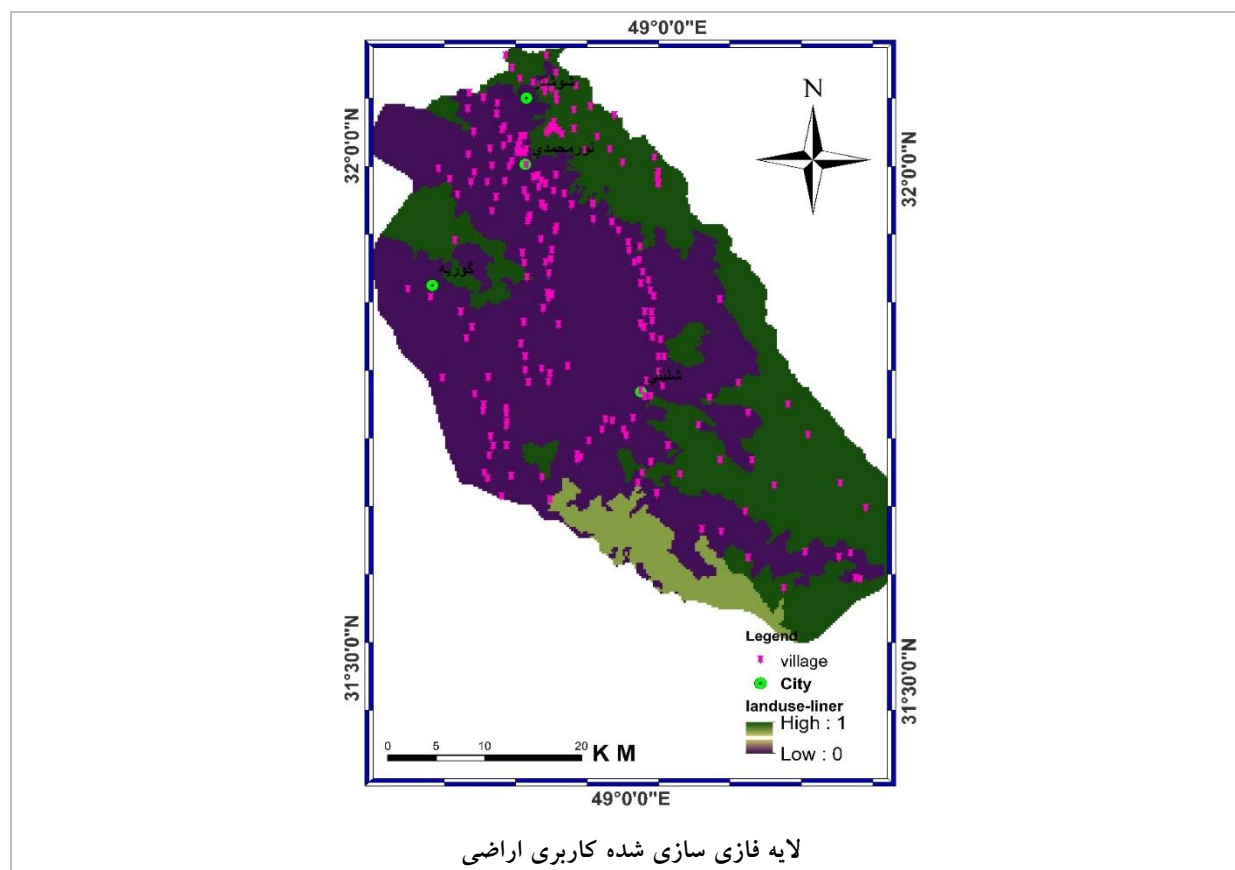 49°0'0"E
N
شوشتر
32°0'0"N
32°0'0"N
نورمحمدي
گوريه
شلیلي
Legend
village
City
landuse-liner
High : 1
Low : 0
31°30'0"N
31°30'0"N
0 5 10 20 K M
49°0'0"E
لایه فازی سازی شده کاربری اراضی